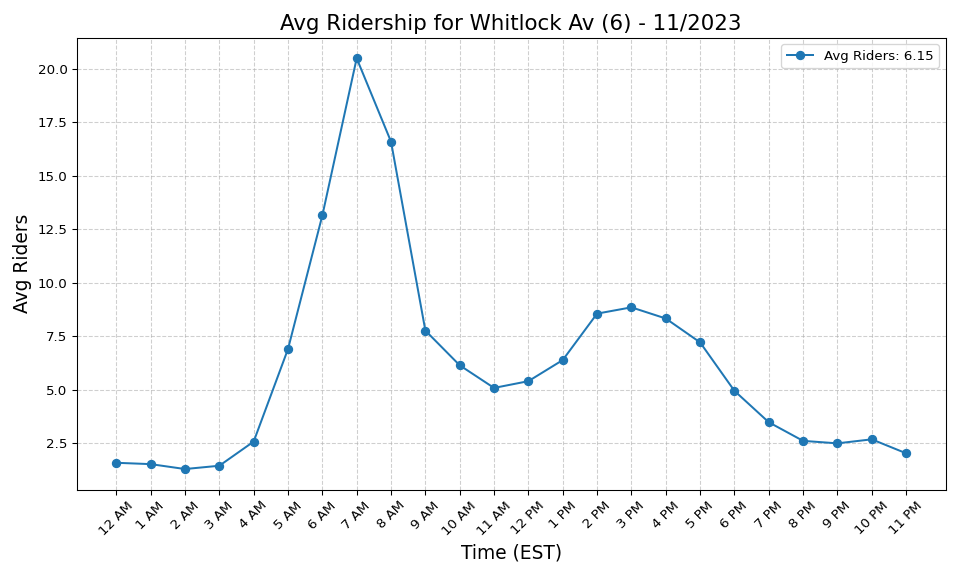 Avg Ridership for Whitlock Av (6) - 11/2023
Avg Riders: 6.15
20.0
17.5
15.0
12.5
10.0
7.5
5.0
2.5
Avg Riders
12 AM
1 AM
2 AM
3 AM
4 AM
5 AM
6 AM
7 AM
8 AM
9 AM
10 AM
11 AM
12 PM
1 PM
2 PM
3 PM
4 PM
5 PM
6 PM
7 PM
8 PM
9 PM
10 PM
11 PM
Time (EST)